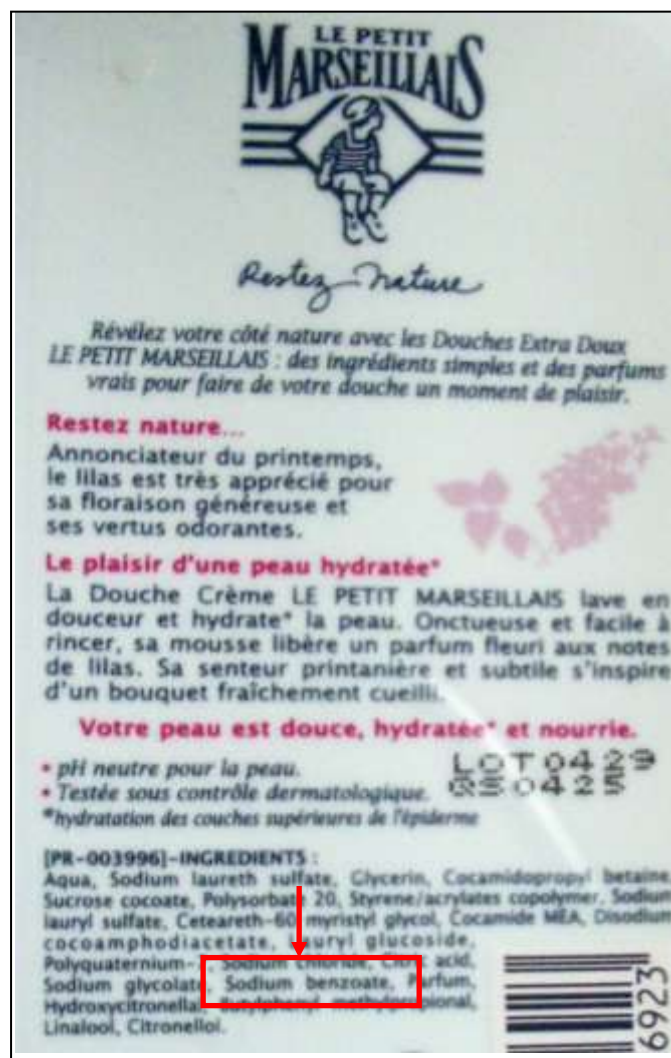 LE PETIT
MARSEILLAIS
Restez Nature
Révélez votre côté nature avec les Douches Extra Doux
LE PETIT MARSEILLAIS : des ingrédients simples et des parfums
vrais pour faire de votre douche un moment de plaisir.
Restez nature...
Annonciateur du printemps,
le lilas est très apprécié pour
sa floraison généreuse et
ses vertus odorantes.
Le plaisir d'une peau hydratée*
La Douche Crème LE PETIT MARSEILLAIS lave en
douceur et hydrate* la peau. Onctueuse et facile à
rincer, sa mousse libère un parfum fleuri aux notes
de lilas. Sa senteur printanière et subtile s'inspire
d'un bouquet fraîchement cueilli.
Votre peau est douce, hydratée* et nourrie.
• pH neutre pour la peau.
LOT0429
• Testée sous contrôle dermatologique.
*hydratation des couches supérieures de l'épiderme
[PR-003996]-INGREDIENTS :
Aqua, Sodium laureth sulfate, Glycerin, Cocamidopropyl betaine,
Sucrose cocoate, Polysorbate 20, Styrene/acrylates copolymer, Sodium
lauryl sulfate, Ceteareth-60 myristyl glycol, Cocamide MEA, Disodium
cocoamphodiacetate, Lauryl glucoside,
Sodium chloride, Citric acid,
Sodium glycolate, Sodium benzoate, Parfum,
Hydroxycitronellal, Butylphenyl methylpropional,
Linalool, Citronellol.
6923